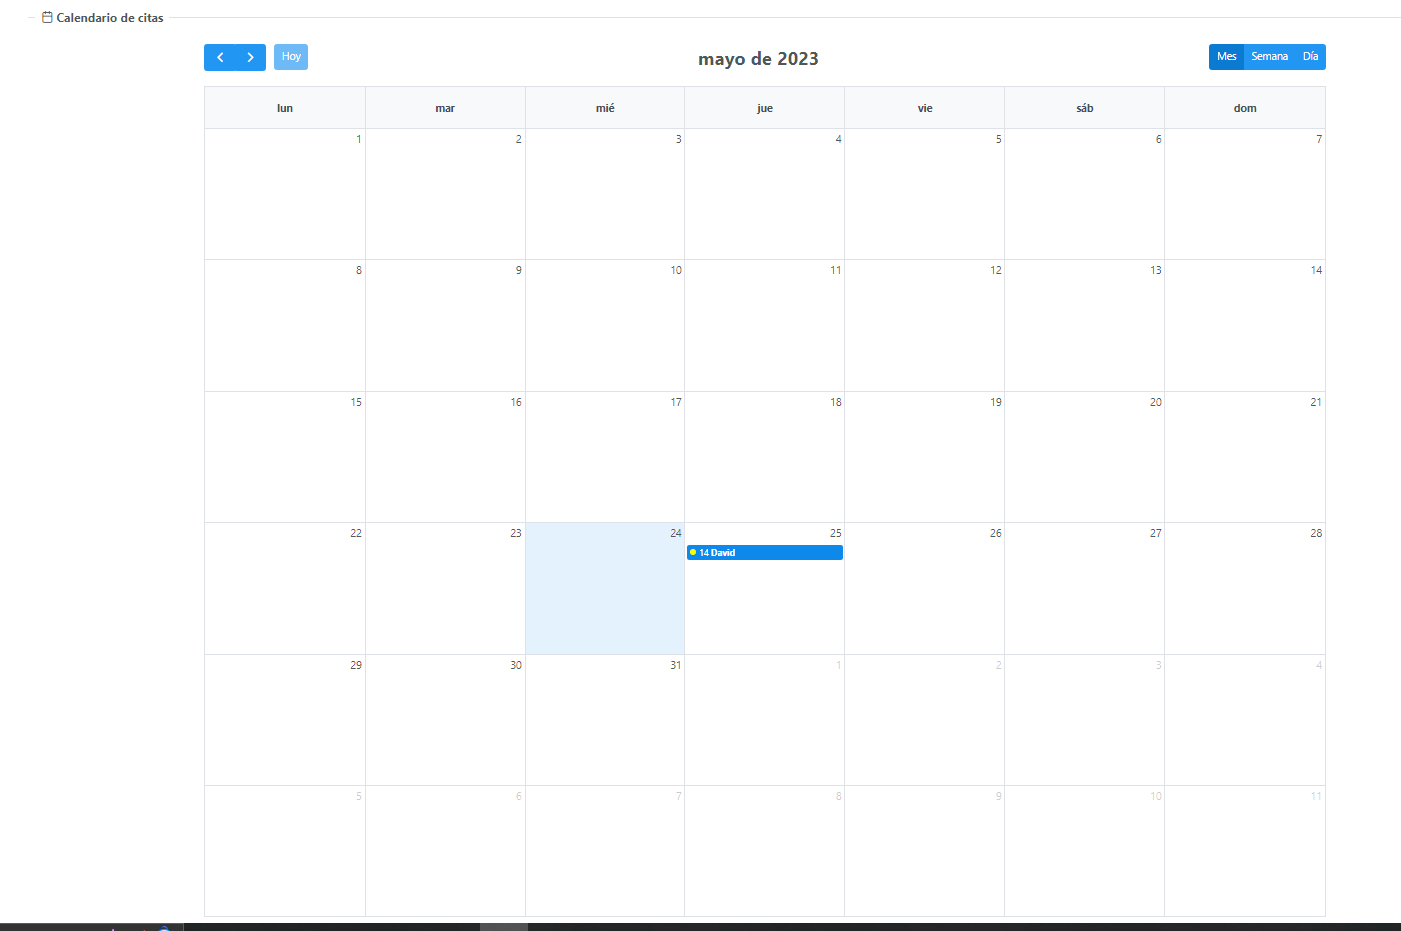 Calendario de citas
Hoy
mayo de 2023
Mes Semana Día
lun mar mié jue vie sáb dom
1 2 3 4 5 6 7
8 9 10 11 12 13 14
15 16 17 18 19 20 21
22 23 24 25 26 27 28
14 David
29 30 31 1 2 3 4
5 6 7 8 9 10 11